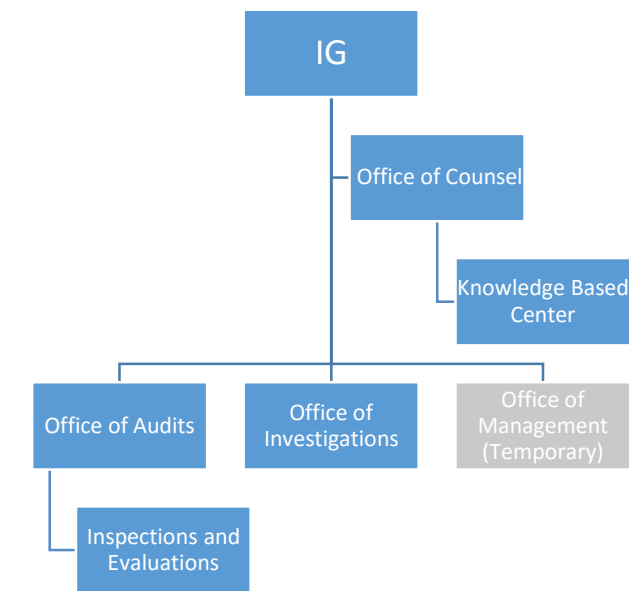 IG
Office of Counsel
Knowledge Based
Center
Office of Audits
Office of
Investigations
Office of
Management
(Temporary)
Inspections and
Evaluations